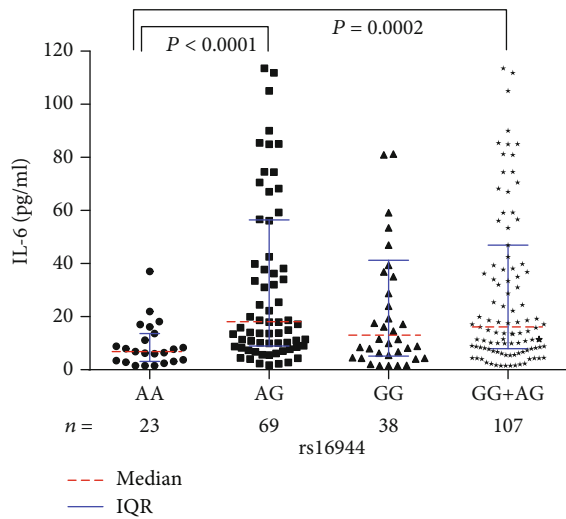 P < 0.0001
P = 0.0002
IL-6 (pg/ml)
120
100
80
60
40
20
0
AA AG GG GG+AG
n = 23 69 38 107
rs16944
Median
IQR